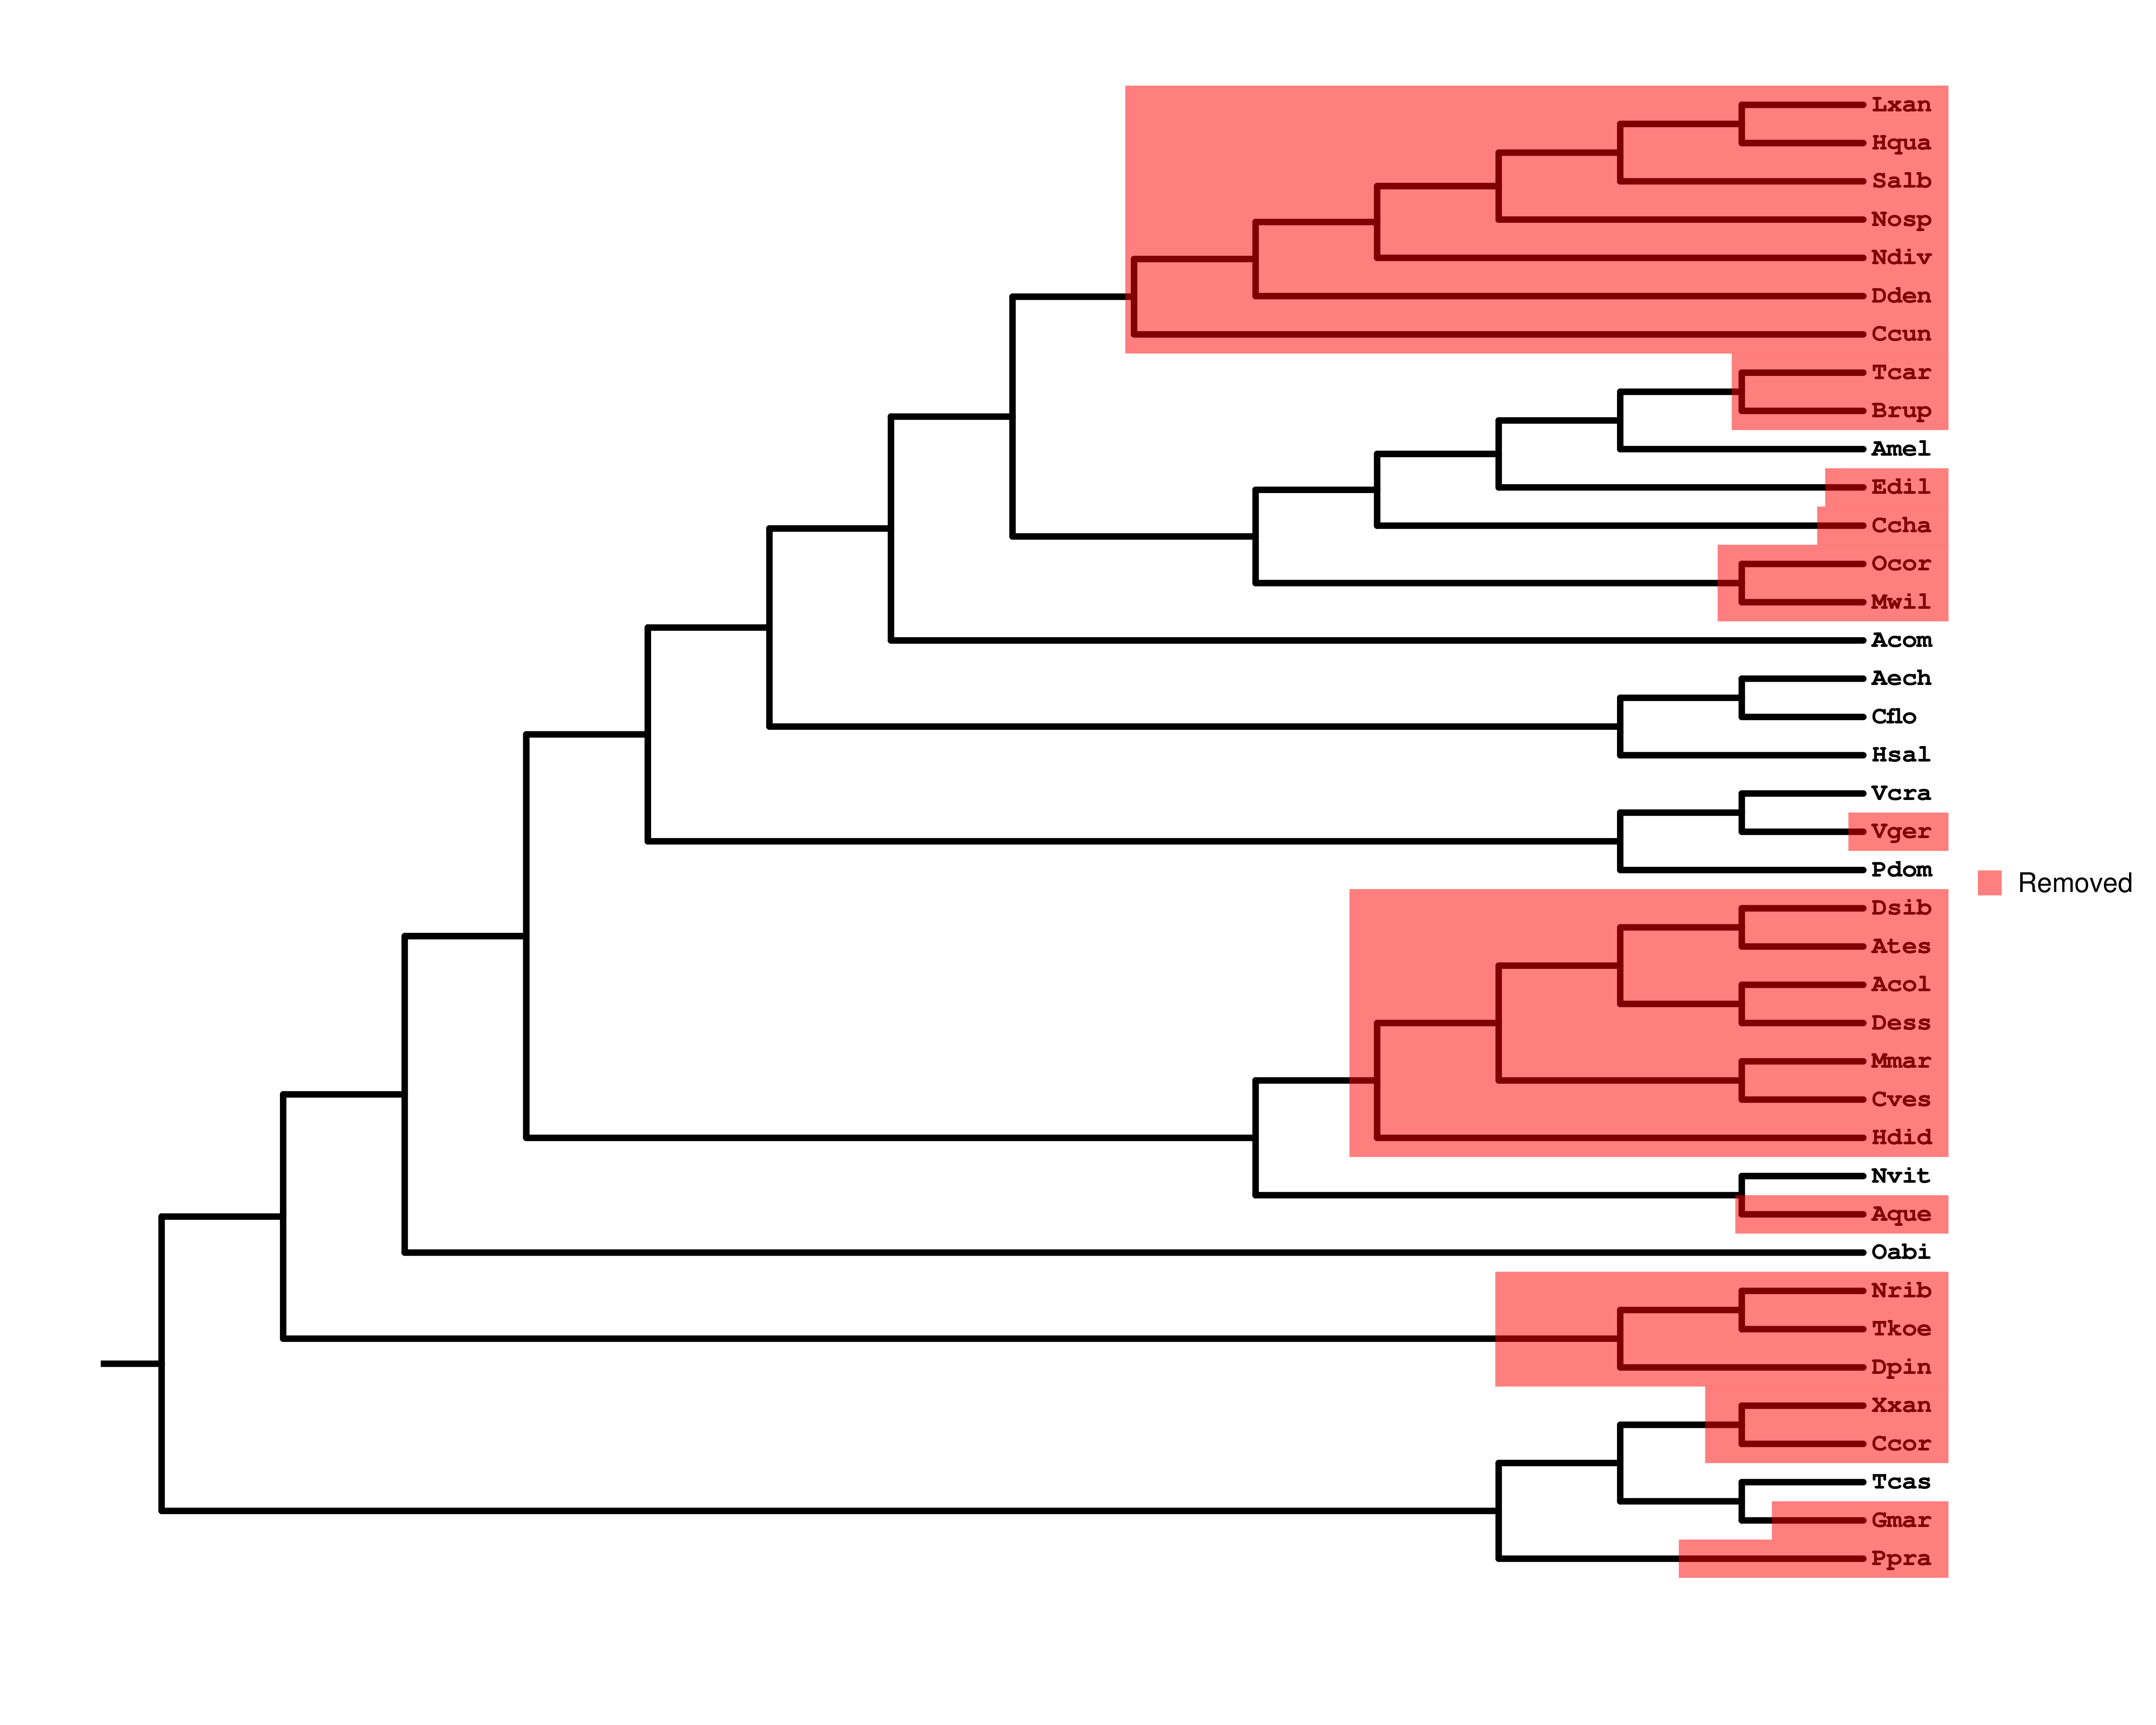 Lxan
Hqua
Salb
Nosp
Ndiv
Dden
Ccun
Tcar
Brup
Amel
Edil
Ccha
Ocor
Mwil
Acom
Aech
Cflo
Hsal
Vcra
Vger
Pdom
Removed
Dsib
Ates
Acol
Dess
Mmar
Cves
Hdid
Nvit
Aque
Oabi
Nrib
Tkoe
Dpin
Xxan
Ccor
Tcas
Gmar
Ppra